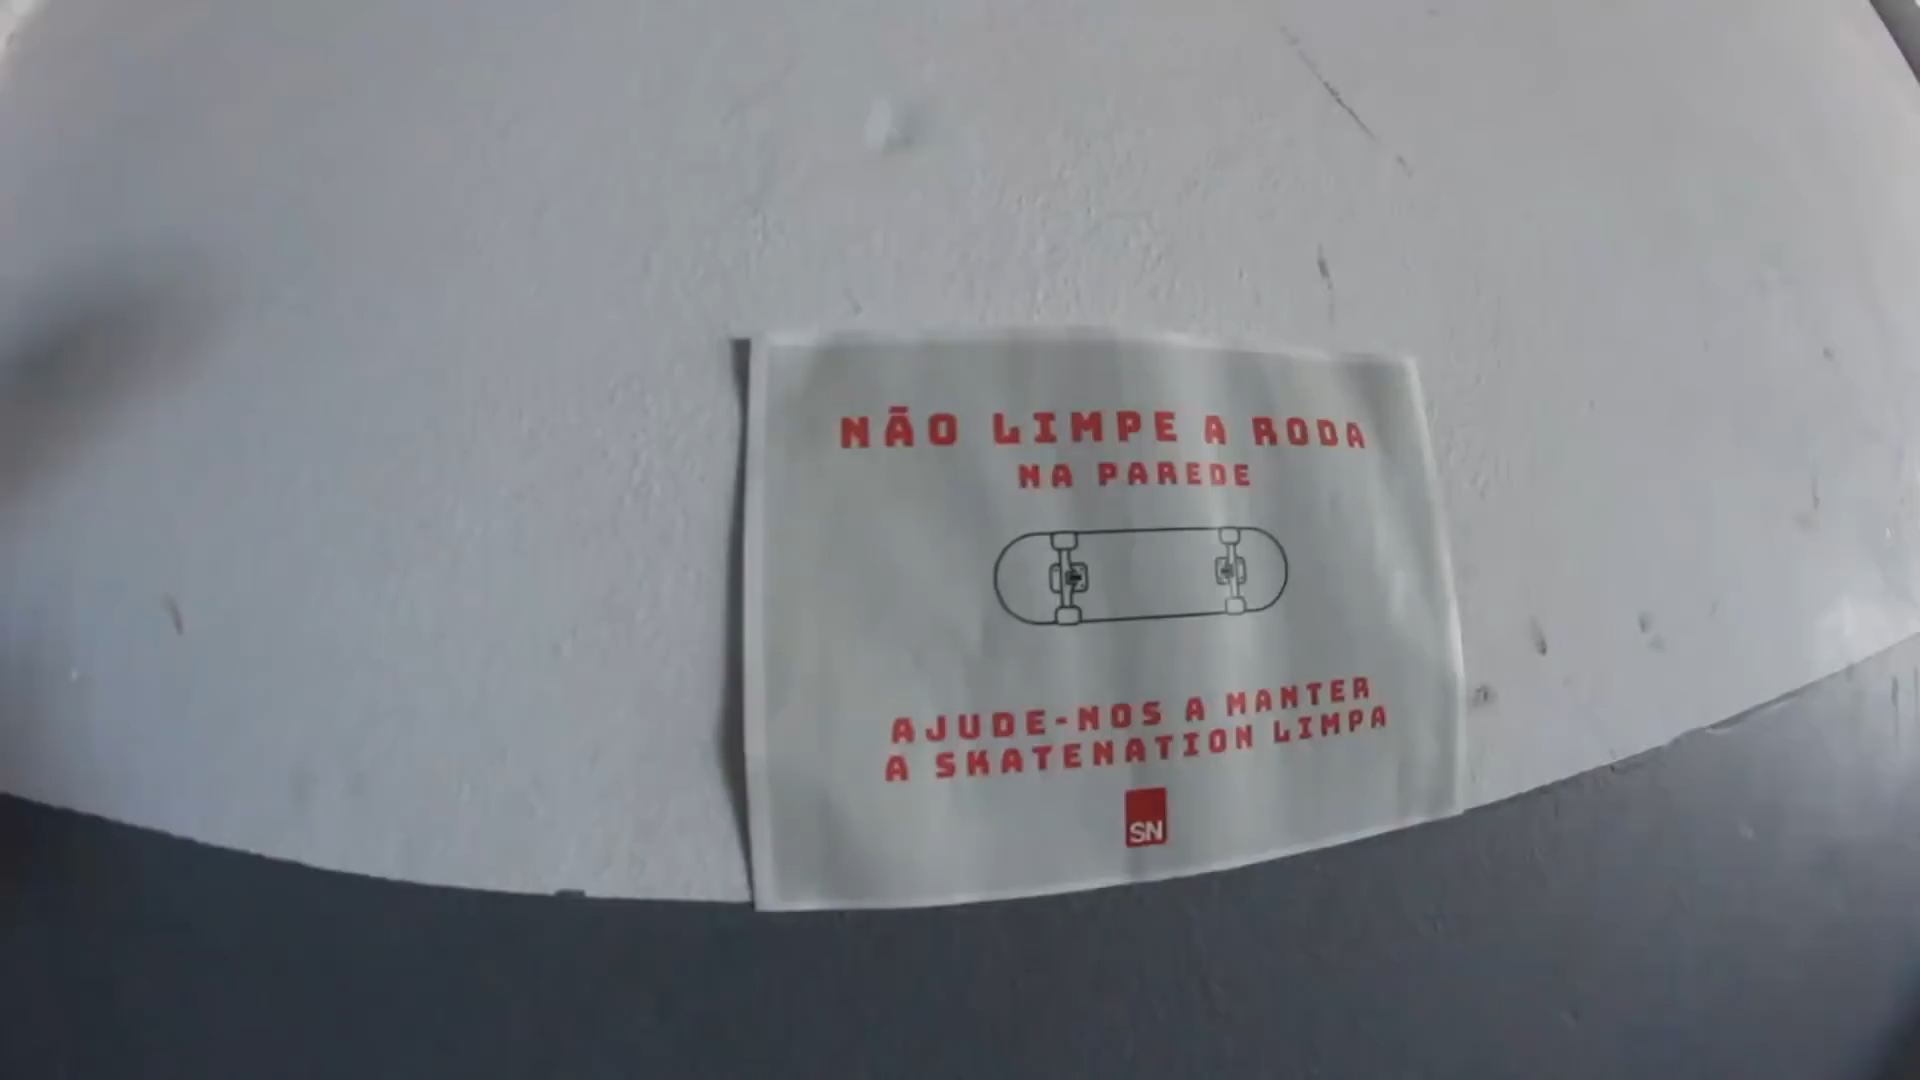 NÃO LIMPE A RODA
NA PAREDE
AJUDE-NOS A MANTER
A SKATENATION LIMPA
SN